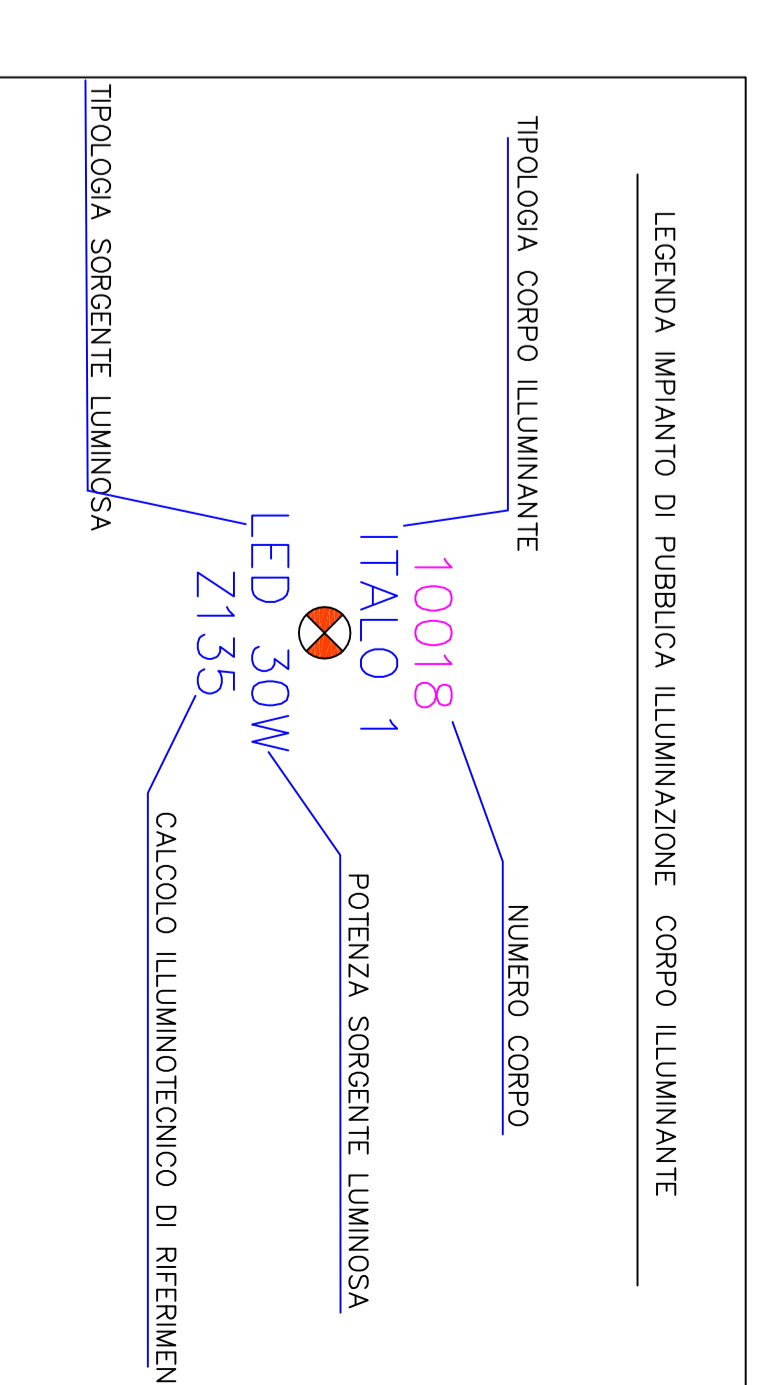 LEGENDA IMPIANTO DI PUBBLICA ILLUMINAZIONE CORPO ILLUMINANTE
TIPOLOGIA CORPO ILLUMINANTE
NUMERO CORPO
10018
ITALO 1
LED 30W
Z135
POTENZA SORGENTE LUMINOSA
TIPOLOGIA SORGENTE LUMINOSA
CALCOLO ILLUMINOTECNICO DI RIFERIMEN